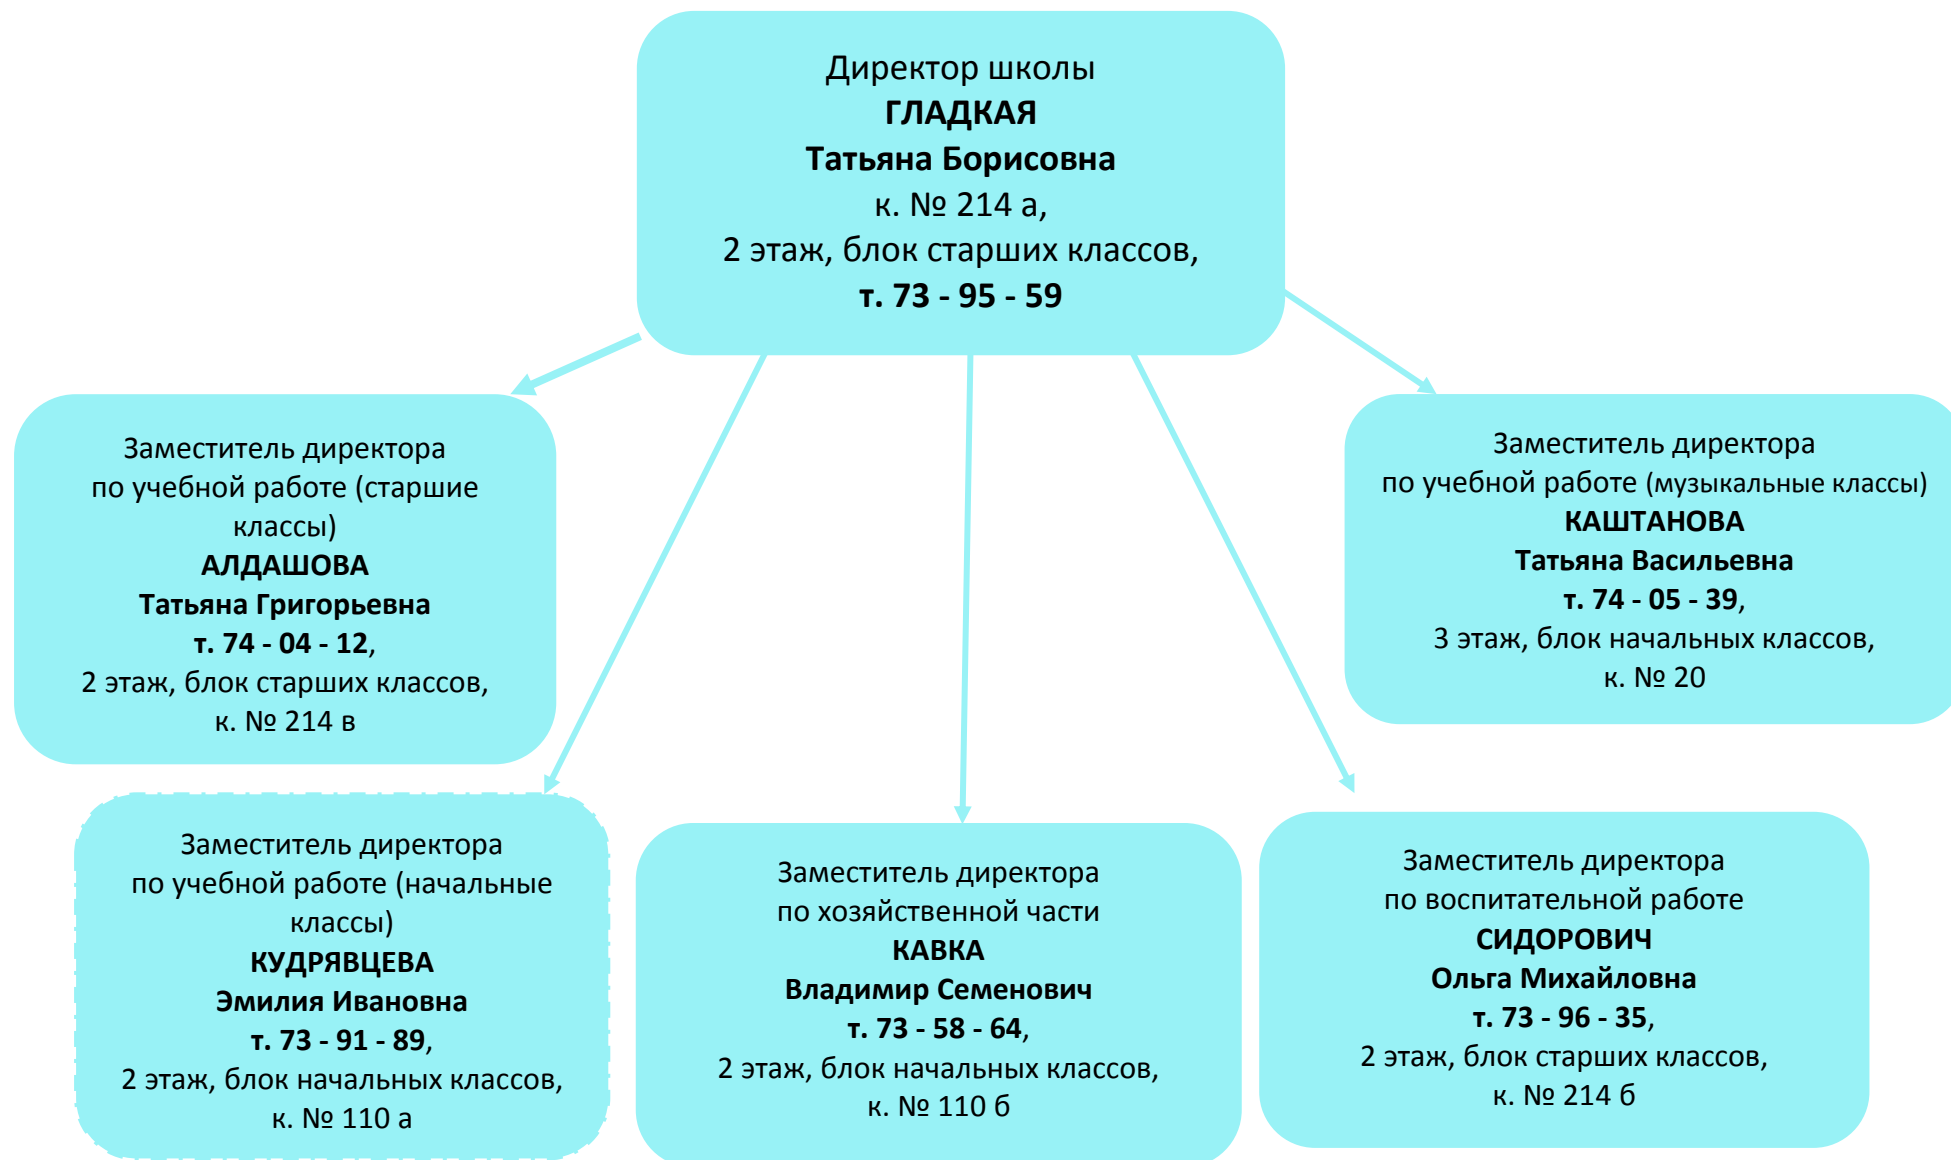 Директор школы
ГЛАДКАЯ
Татьяна Борисовна
к. № 214 а,
2 этаж, блок старших классов,
т. 73 - 95 - 59
Заместитель директора
по учебной работе (старшие
классы)
АЛДАШОВА
Татьяна Григорьевна
т. 74 - 04 - 12,
2 этаж, блок старших классов,
к. № 214 в
Заместитель директора
по учебной работе (музыкальные классы)
КАШТАНОВА
Татьяна Васильевна
т. 74 - 05 - 39,
3 этаж, блок начальных классов,
к. № 20
Заместитель директора
по учебной работе (начальные
классы)
КУДРЯВЦЕВА
Эмилия Ивановна
т. 73 - 91 - 89,
2 этаж, блок начальных классов,
к. № 110 а
Заместитель директора
по хозяйственной части
КАВКА
Владимир Семенович
т. 73 - 58 - 64,
2 этаж, блок начальных классов,
к. № 110 б
Заместитель директора
по воспитательной работе
СИДОРОВИЧ
Ольга Михайловна
т. 73 - 96 - 35,
2 этаж, блок старших классов,
к. № 214 б